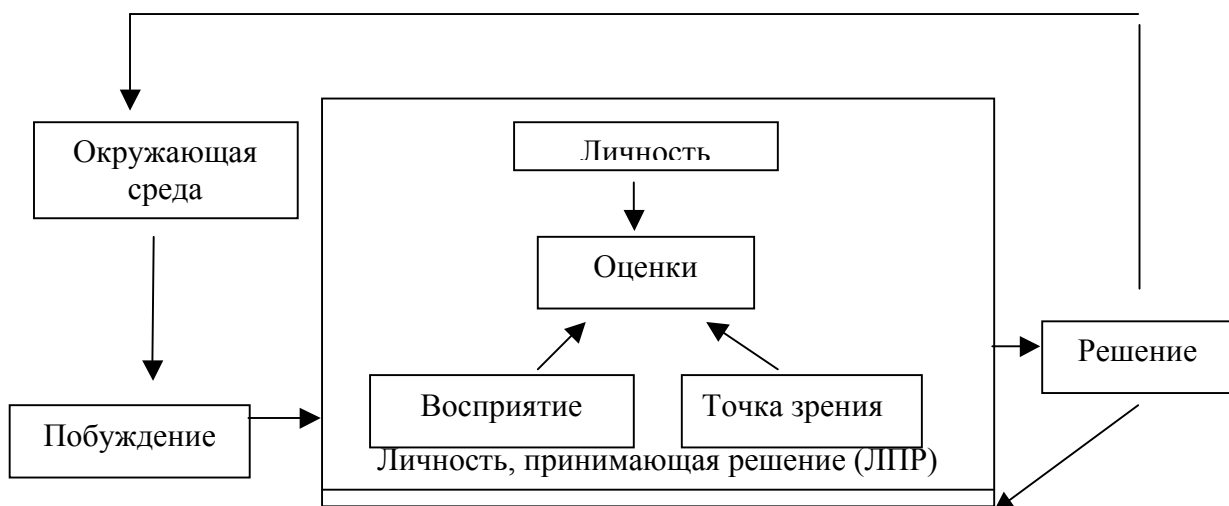 Окружающая
среда
Личность
Оценки
Решение
Восприятие
Точка зрения
Побуждение
Личность, принимающая решение (ЛПР)